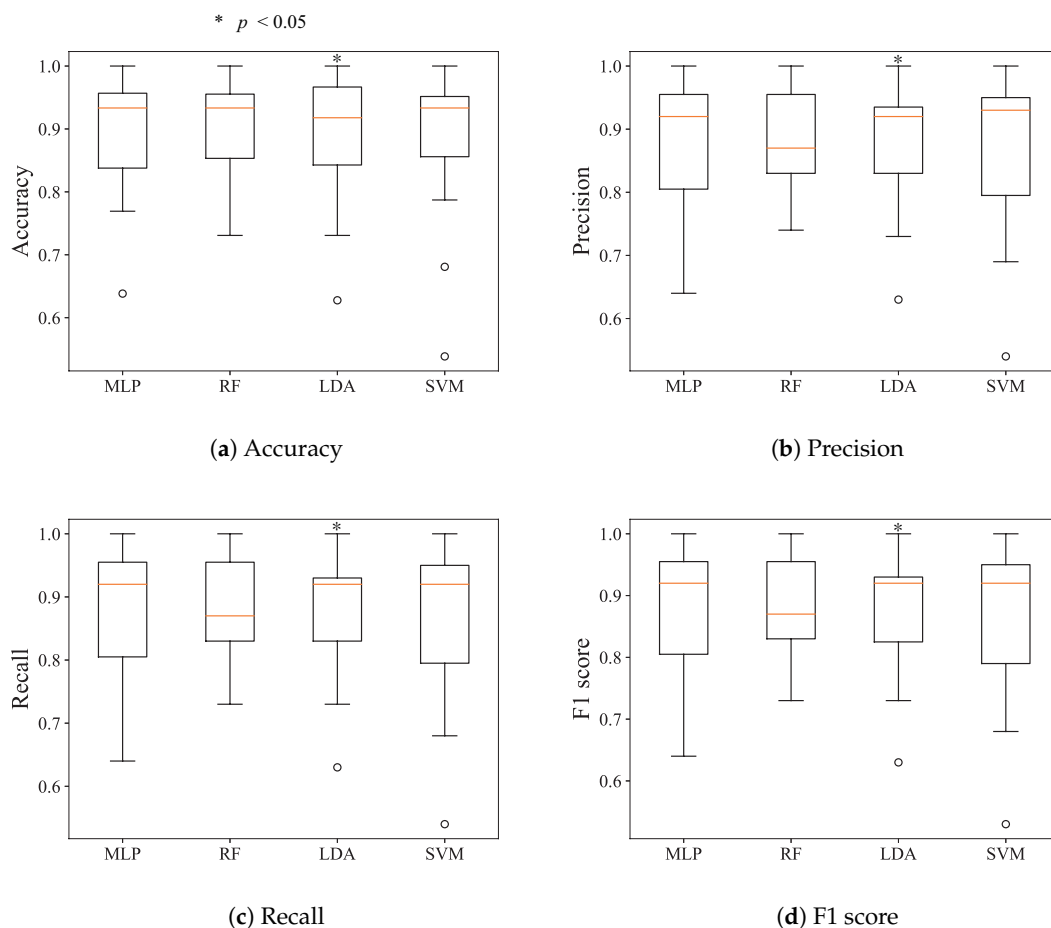 * p < 0.05
*
1.0
0.9
0.8
0.7
0.6
Accuracy
MLP RF LDA SVM
(a) Accuracy
*
1.0
0.9
0.8
0.7
0.6
Precision
MLP RF LDA SVM
(b) Precision
*
1.0
0.9
0.8
0.7
0.6
Recall
MLP RF LDA SVM
(c) Recall
*
1.0
0.9
0.8
0.7
0.6
F1 score
MLP RF LDA SVM
(d) F1 score